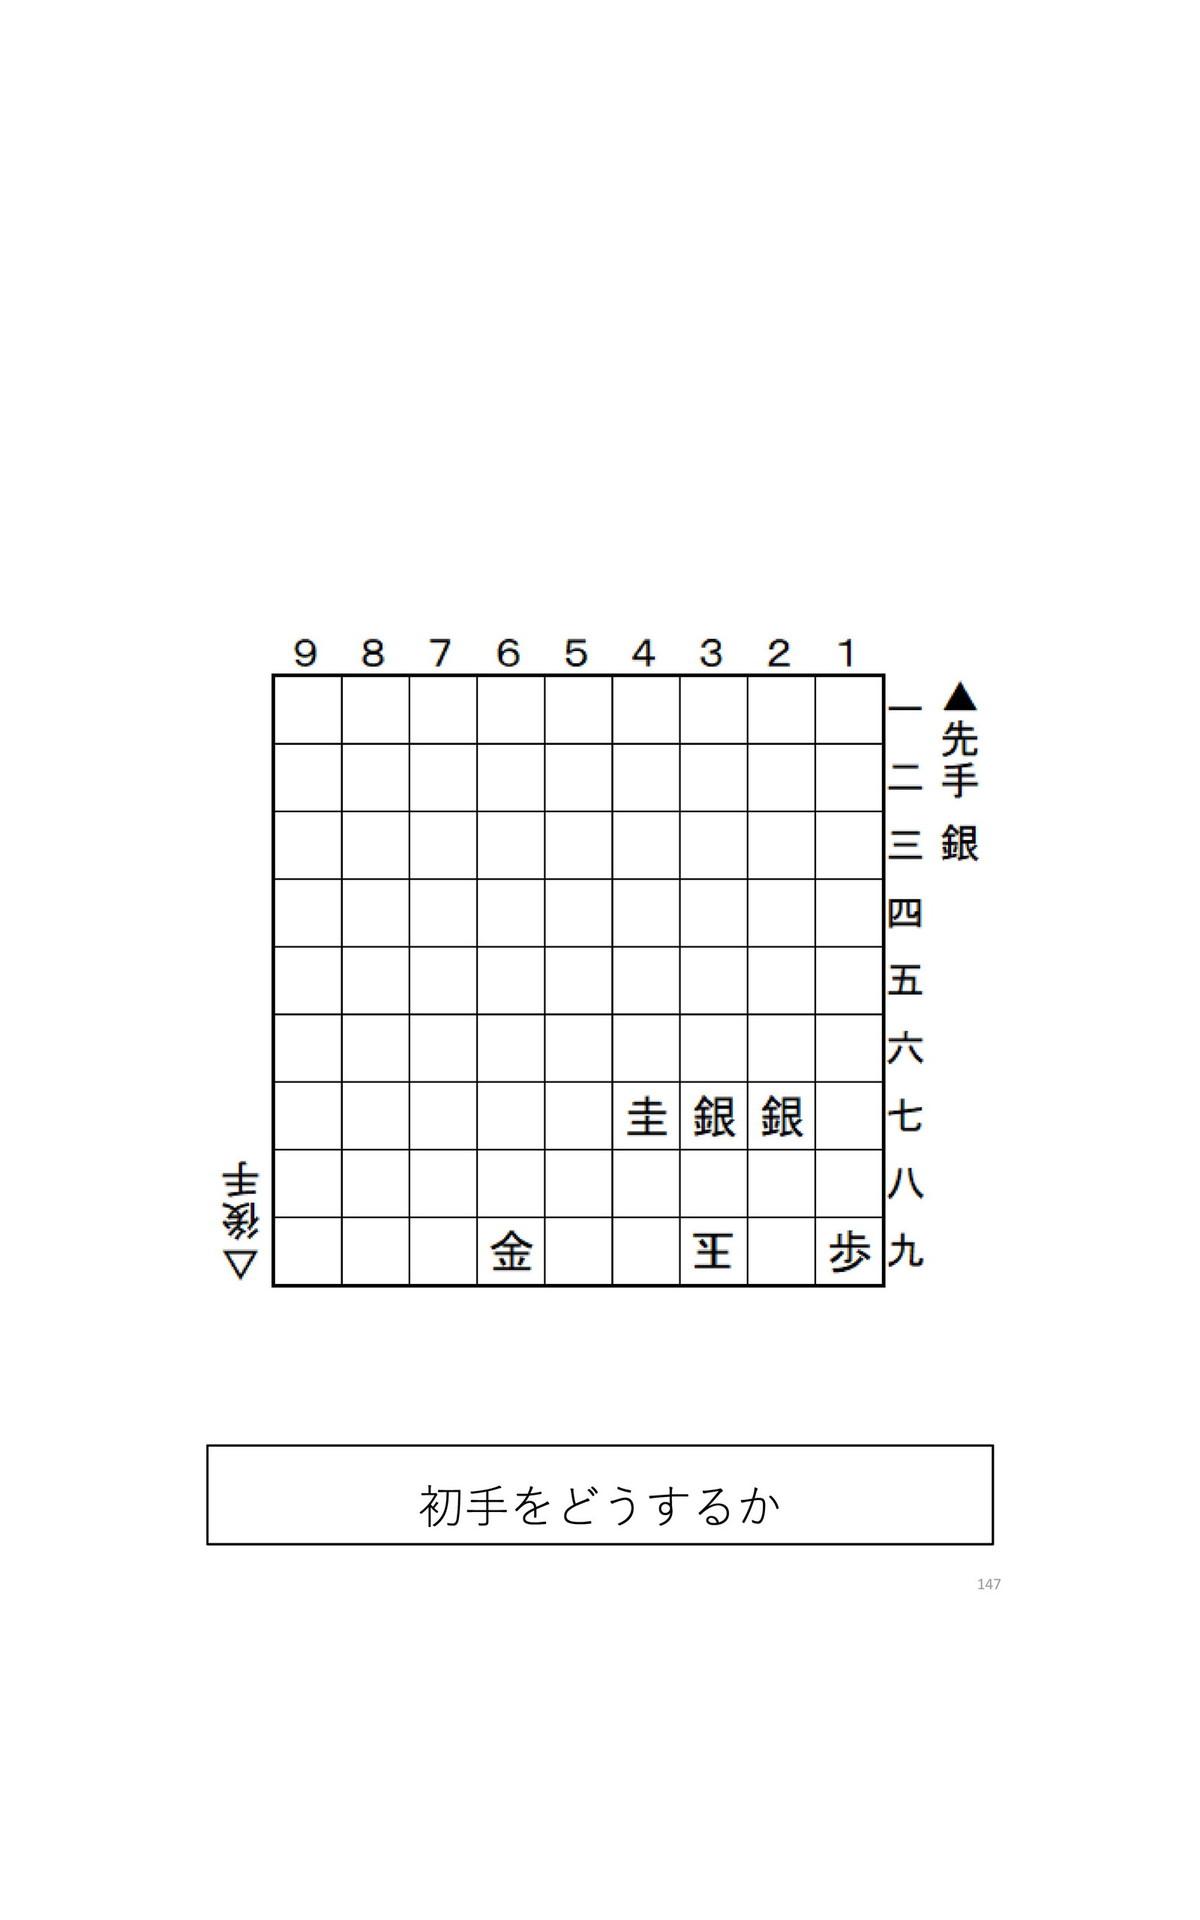 9 8 7 6 5 4 3 2 1
一
二
三
四
五
六
七
八
九
▲先手 銀
△後手
圭 銀 銀
金 王 歩
初手をどうするか
147